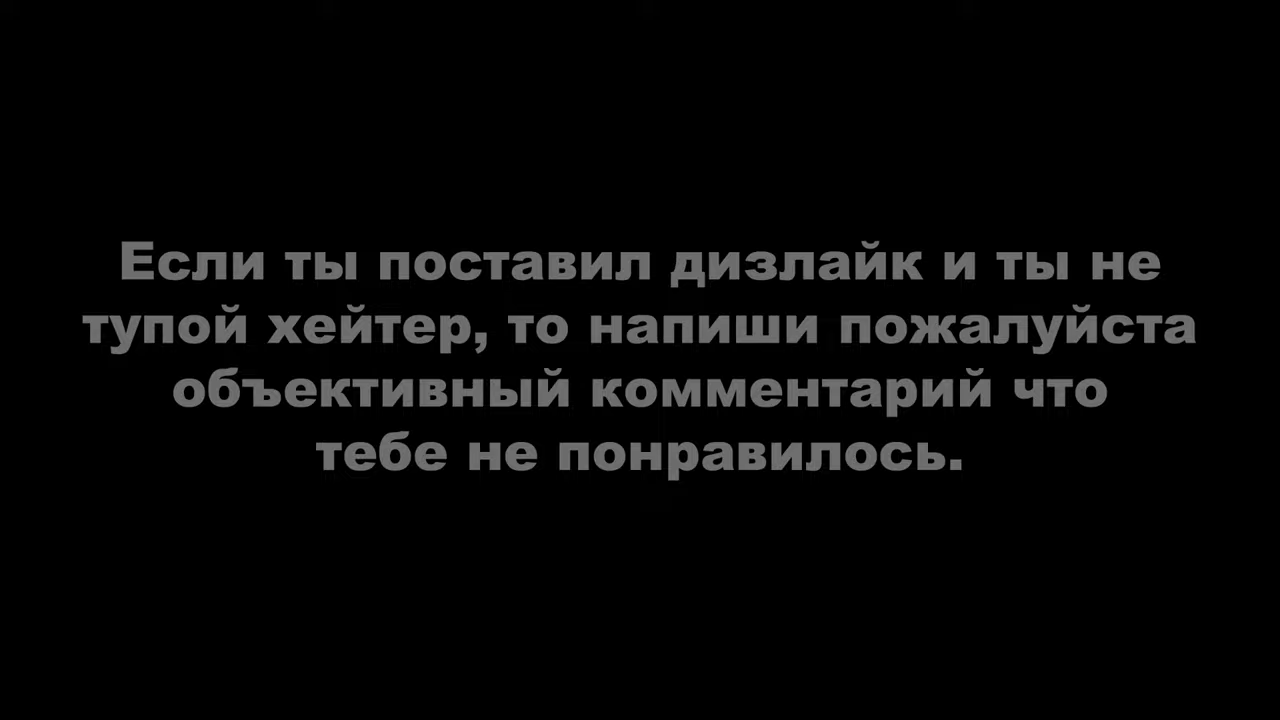 Если ты поставил дизлайк и ты не
тупой хейтер, то напиши пожалуйста
объективный комментарий что
тебе не понравилось.